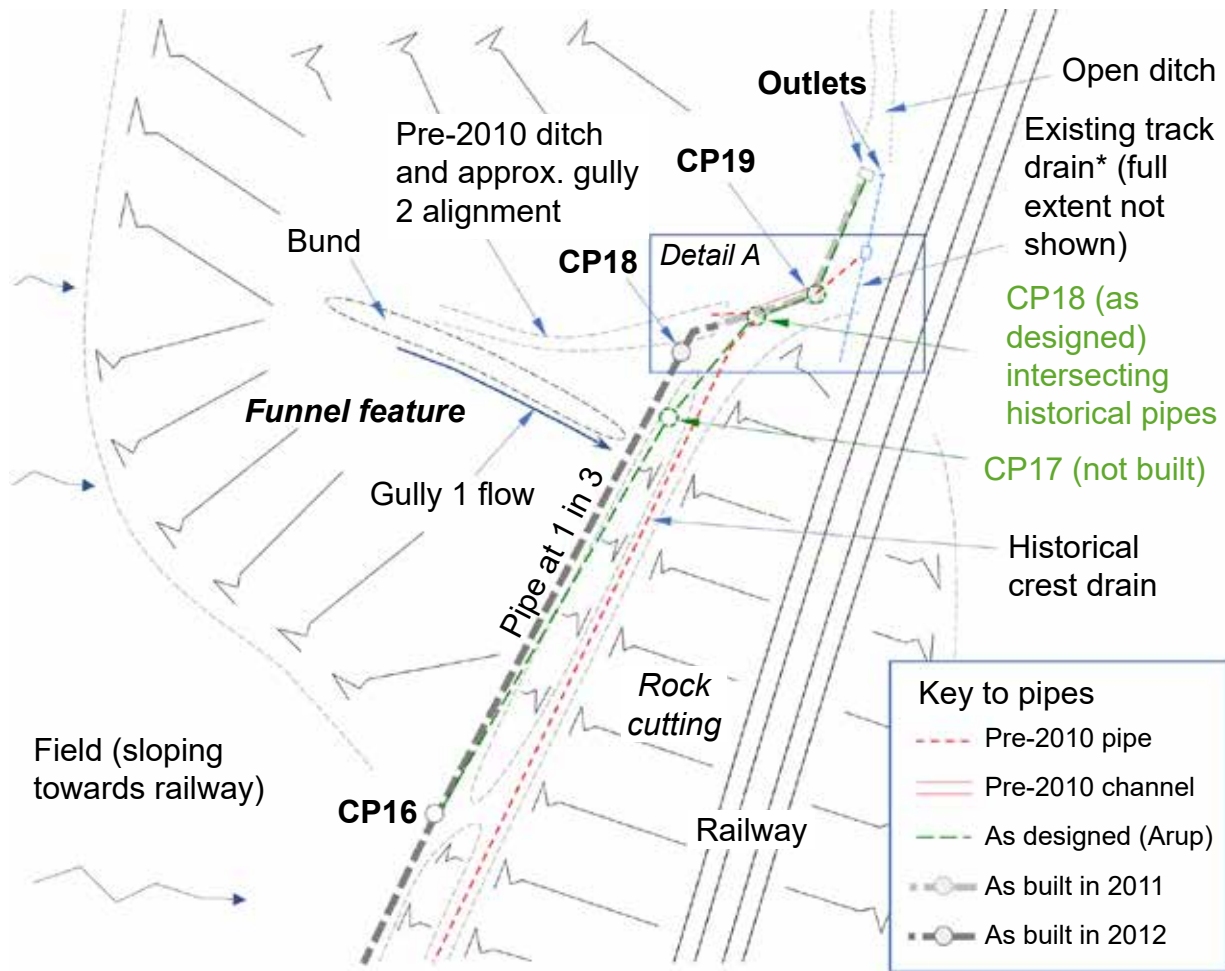 Outlets
Open ditch
Pre-2010 ditch
and approx. gully
2 alignment
CP19
Existing track
drain* (full
extent not
shown)
Bund
CP18
Detail A
CP18 (as
designed)
intersecting
historical pipes
Funnel feature
CP17 (not built)
Gully 1 flow
Pipe at 1 in 3
Historical
crest drain
Rock
cutting
Field (sloping
towards railway)
CP16
Railway
Key to pipes
Pre-2010 pipe
Pre-2010 channel
As designed (Arup)
As built in 2011
As built in 2012